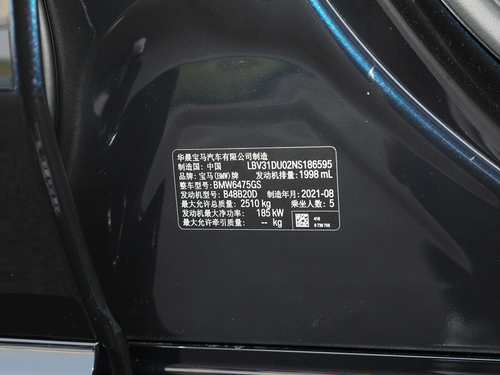 华晨宝马汽车有限公司制造
制造国: 中国 LBV31DU02NS186595
品牌: 宝马(BMW)牌 发动机排量: 1998 mL
整车型号: BMW6475GS
发动机型号: B48B20D 制造年月: 2021-08
最大允许总质量: 2510 kg 乘坐人数: 5
发动机最大净功率: 185 kW
最大允许牵引质量: -- kg